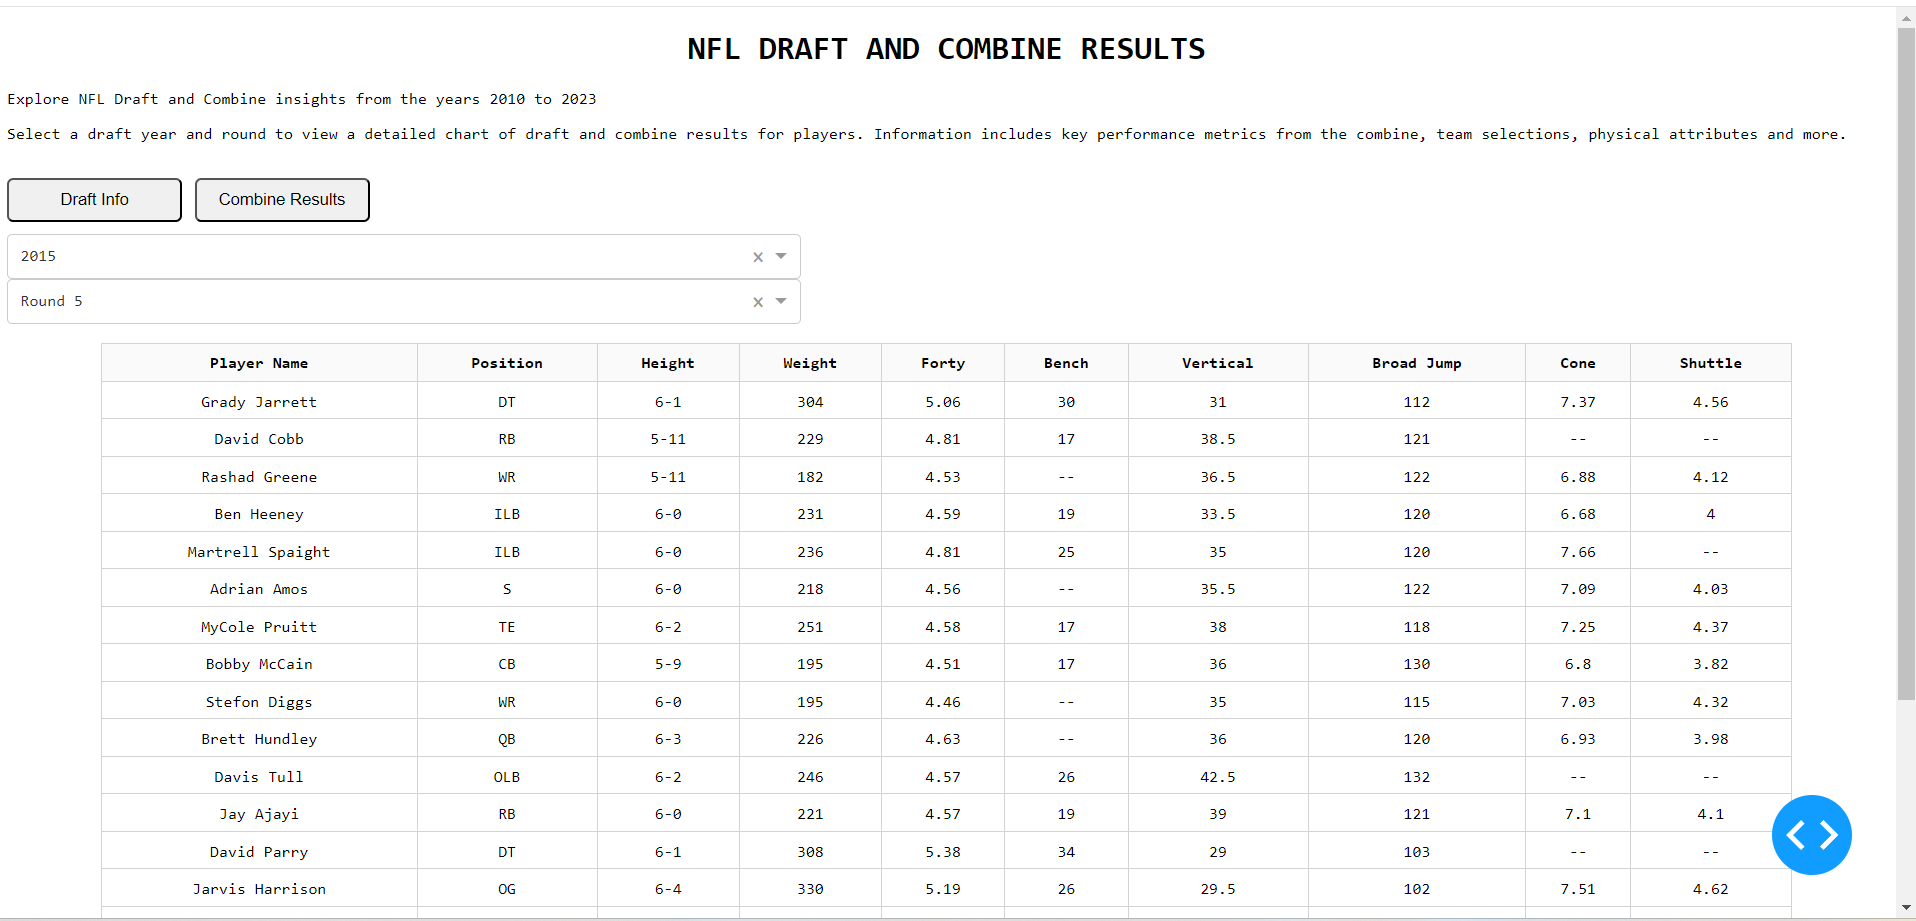 NFL DRAFT AND COMBINE RESULTS
Explore NFL Draft and Combine insights from the years 2010 to 2023
Select a draft year and round to view a detailed chart of draft and combine results for players. Information includes key performance metrics from the combine, team selections, physical attributes and more.
Draft Info Combine Results
2015 ×
Round 5 ×
Player Name Position Height Weight Forty Bench Vertical Broad Jump Cone Shuttle
Grady Jarrett DT 6-1 304 5.06 30 31 112 7.37 4.56
David Cobb RB 5-11 229 4.81 17 38.5 121 -- --
Rashad Greene WR 5-11 182 4.53 -- 36.5 122 6.88 4.12
Ben Heeney ILB 6-0 231 4.59 19 33.5 120 6.68 4
Martrell Spaight ILB 6-0 236 4.81 25 35 120 7.66 --
Adrian Amos S 6-0 218 4.56 -- 35.5 122 7.09 4.03
MyCole Pruitt TE 6-2 251 4.58 17 38 118 7.25 4.37
Bobby McCain CB 5-9 195 4.51 17 36 130 6.8 3.82
Stefon Diggs WR 6-0 195 4.46 -- 35 115 7.03 4.32
Brett Hundley QB 6-3 226 4.63 -- 36 120 6.93 3.98
Davis Tull OLB 6-2 246 4.57 26 42.5 132 -- --
Jay Ajayi RB 6-0 221 4.57 19 39 121 7.1 4.1
David Parry DT 6-1 308 5.38 34 29 103 -- --
Jarvis Harrison OG 6-4 330 5.19 26 29.5 102 7.51 4.62